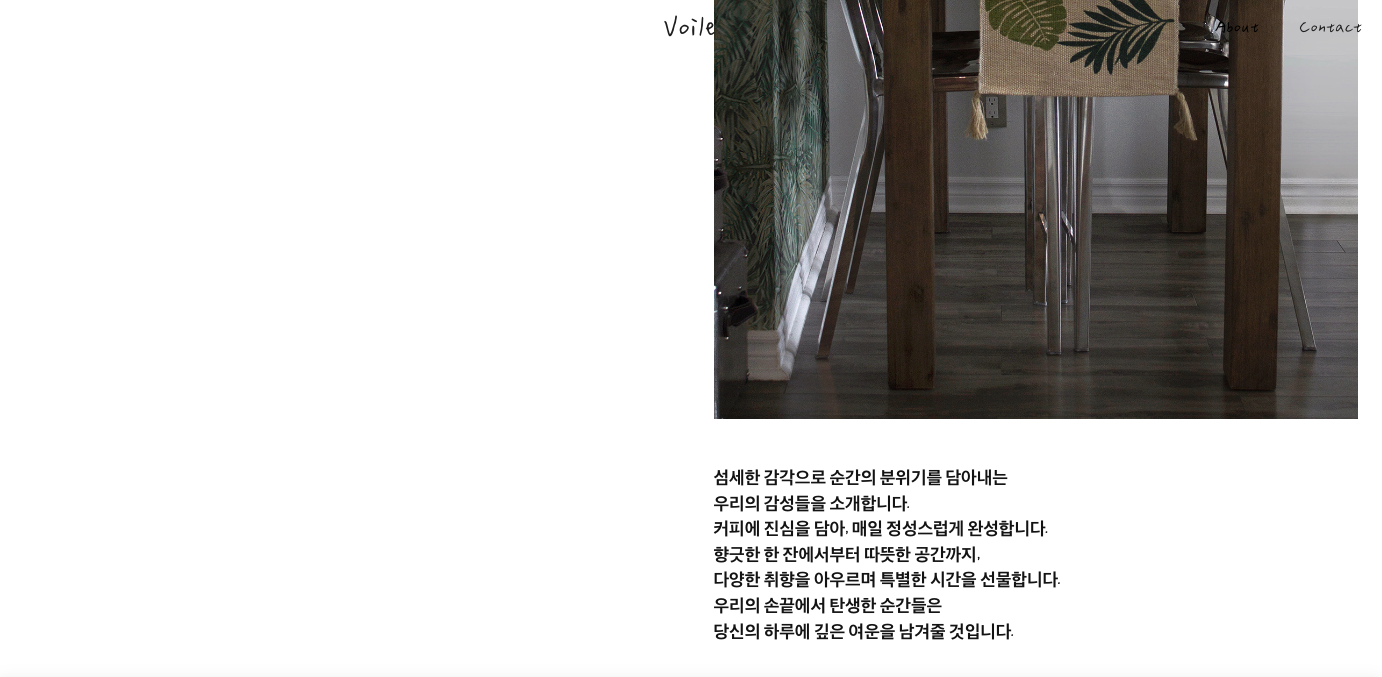 Voile
About
Contact
섬세한 감각으로 순간의 분위기를 담아내는
우리의 감성들을 소개합니다.
커피에 진심을 담아, 매일 정성스럽게 완성합니다.
향긋한 한 잔에서부터 따뜻한 공간까지,
다양한 취향을 아우르며 특별한 시간을 선물합니다.
우리의 손끝에서 탄생한 순간들은
당신의 하루에 깊은 여운을 남겨줄 것입니다.